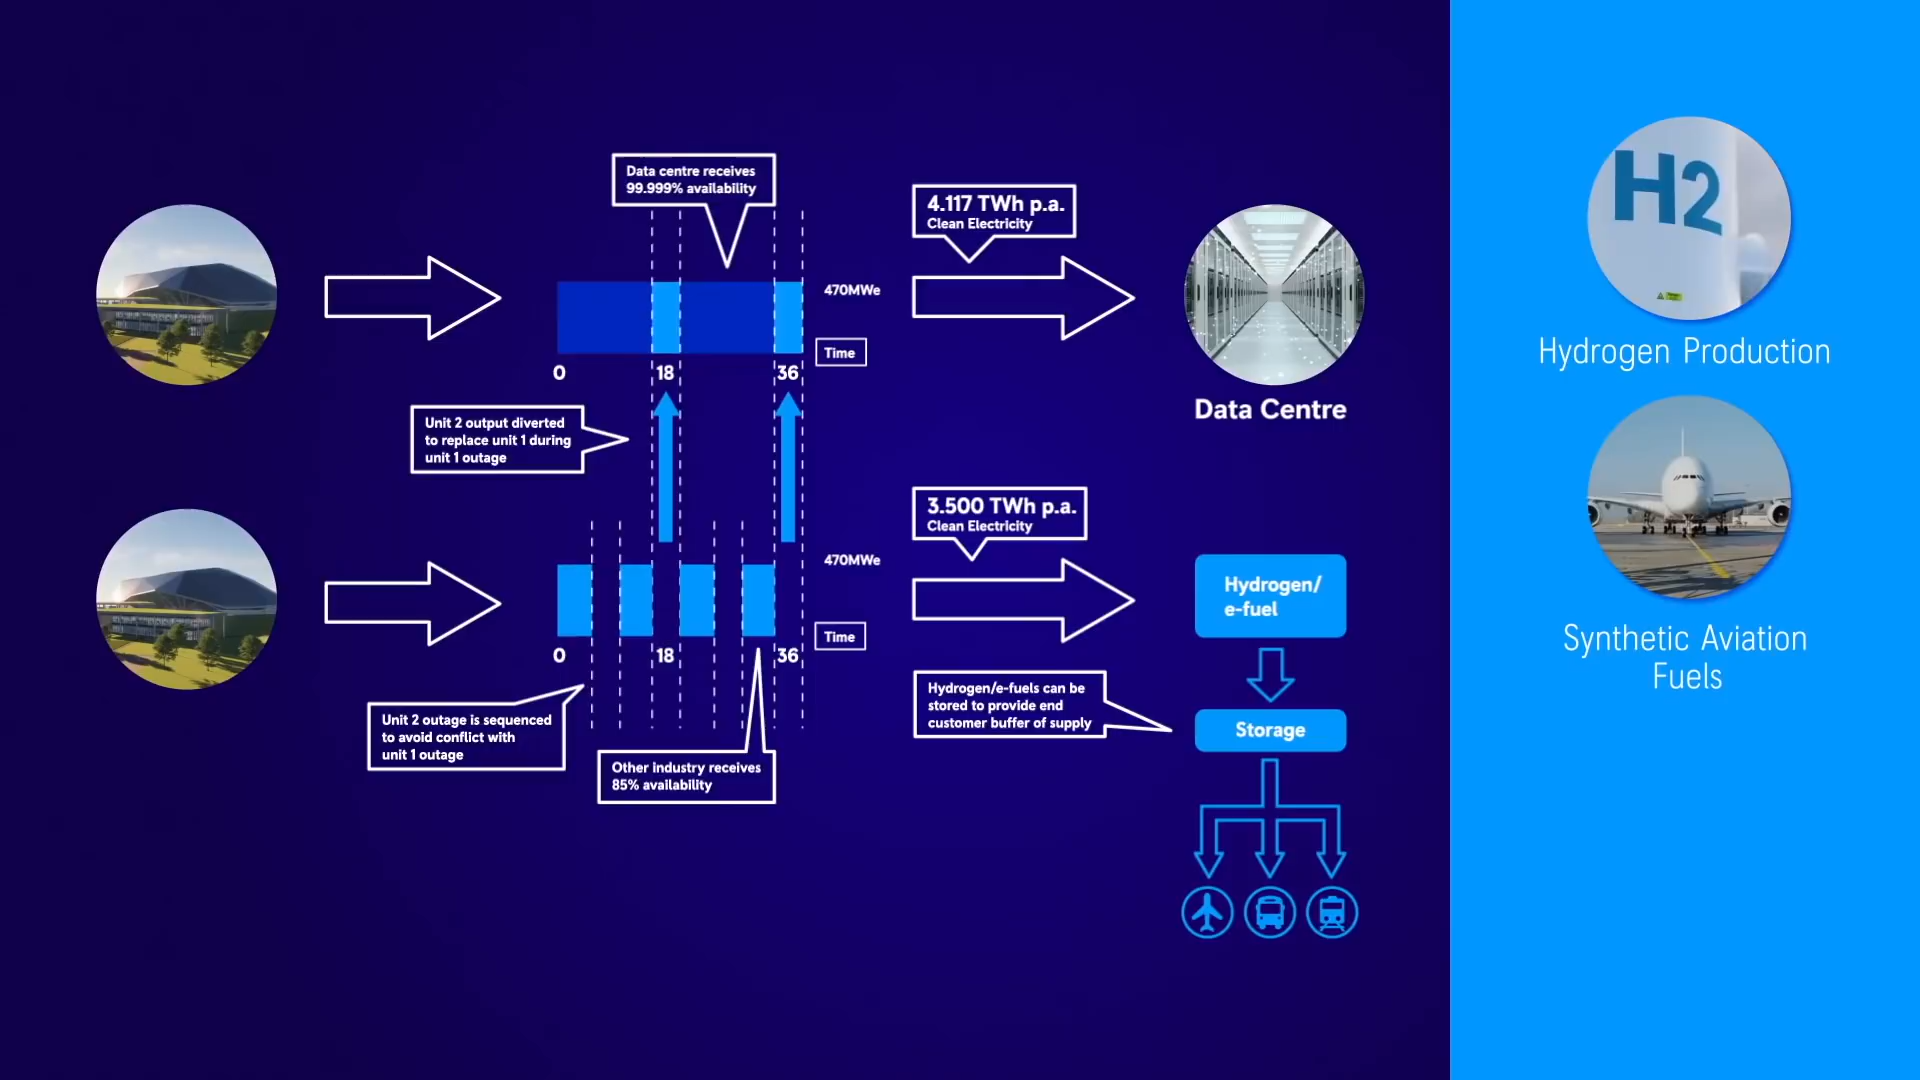 Data centre receives
99.999% availability
4.117 TWh p.a.
Clean Electricity
470MWe
Time
0
18
36
Data Centre
Unit 2 output diverted
to replace unit 1 during
unit 1 outage
3.500 TWh p.a.
Clean Electricity
470MWe
Time
0
18
36
Hydrogen/
e-fuel
Unit 2 outage is sequenced
to avoid conflict with
unit 1 outage
Other industry receives
85% availability
Hydrogen/e-fuels can be
stored to provide end
customer buffer of supply
Storage
H2
Hydrogen Production
Synthetic Aviation
Fuels